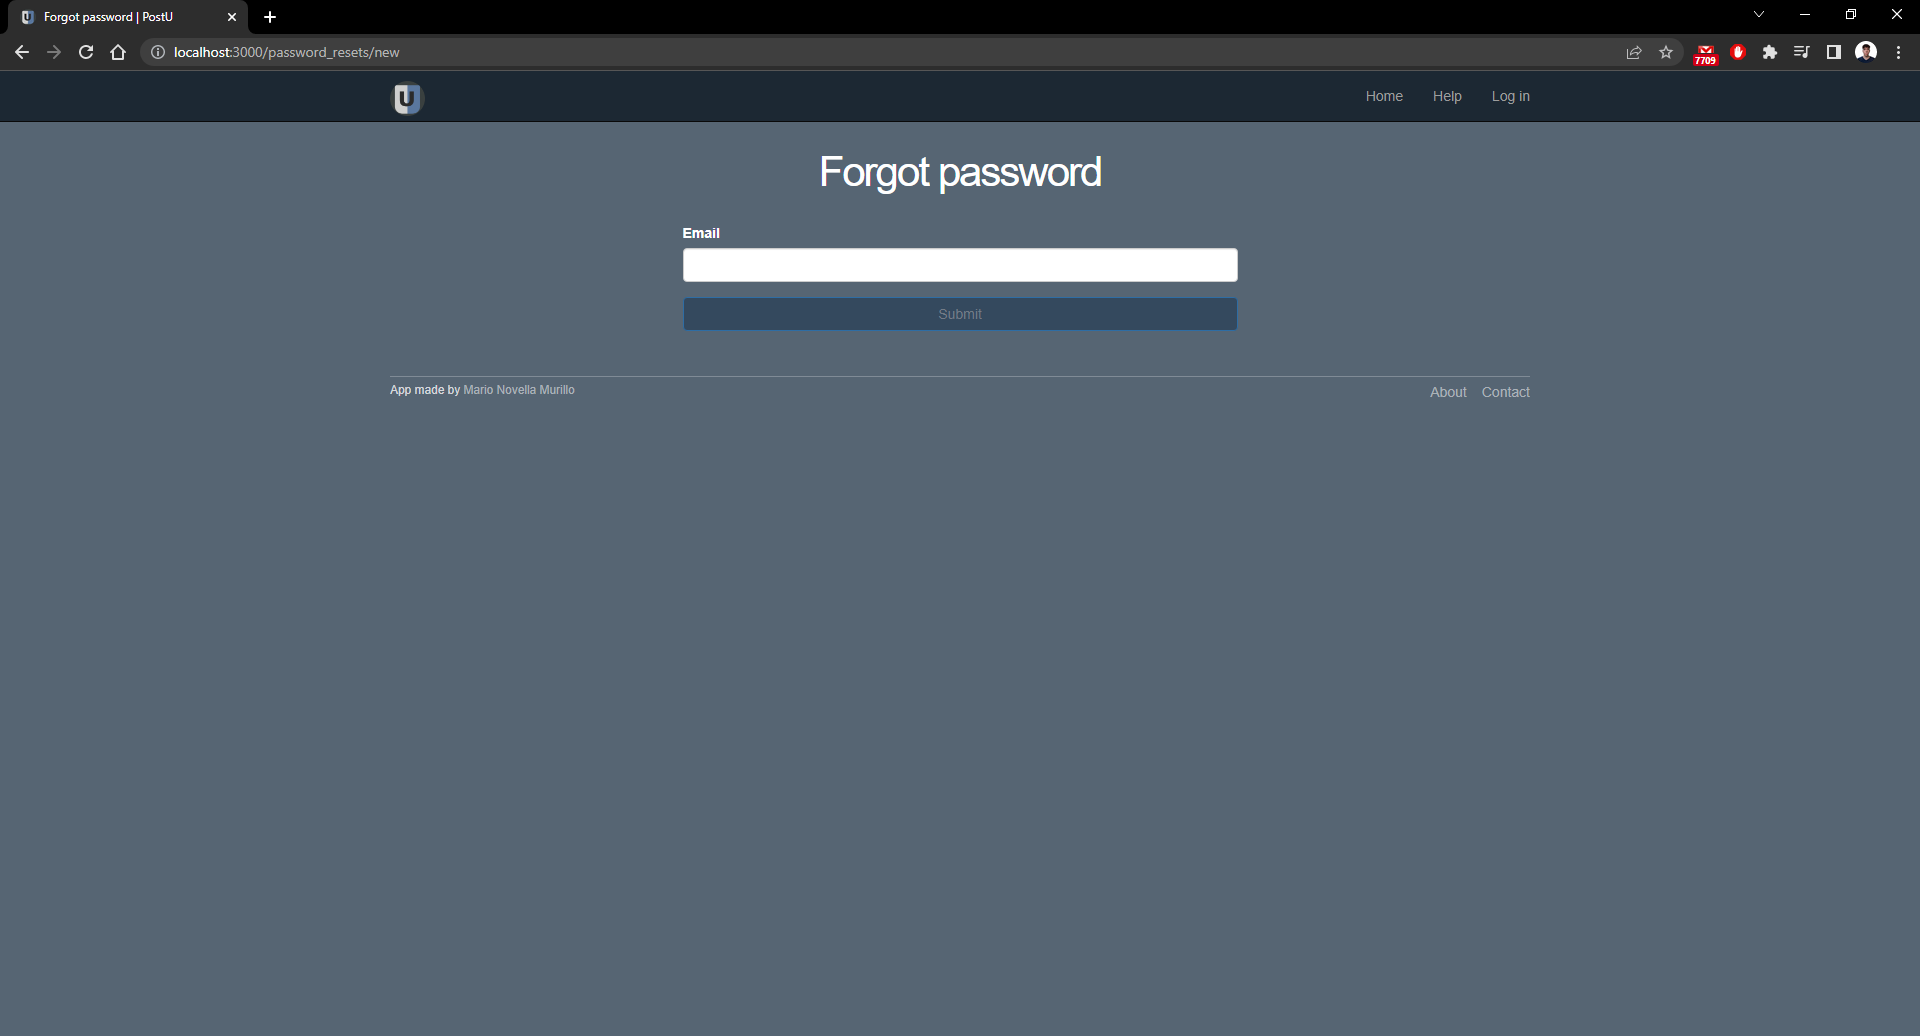 Forgot password | PostU
localhost:3000/password_resets/new
7709
U
Home Help Log in
Forgot password
Email
Submit
App made by Mario Novella Murillo
About Contact